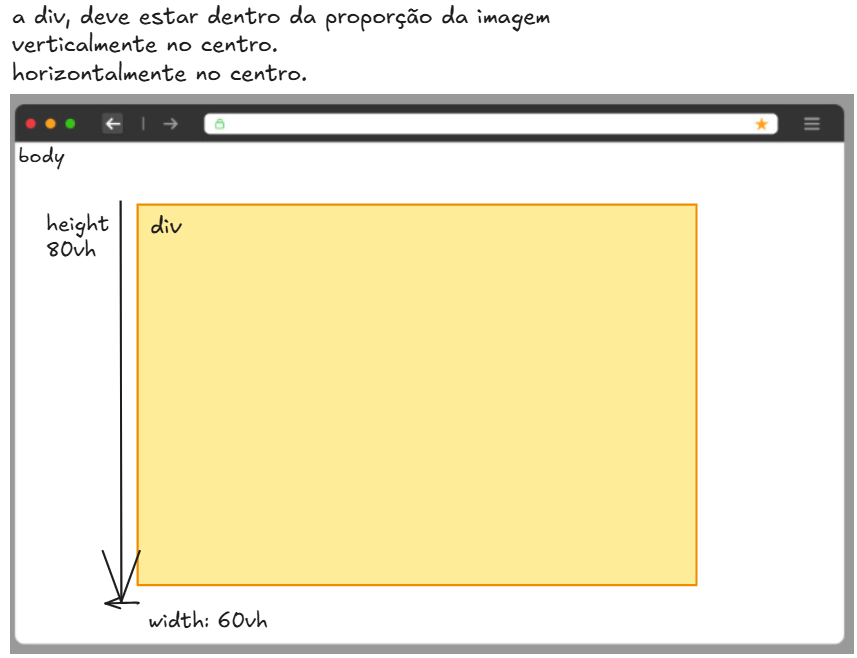 a div, deve estar dentro da proporção da imagem
verticalmente no centro.
horizontalmente no centro.
body
height
80vh
div
width: 60vh